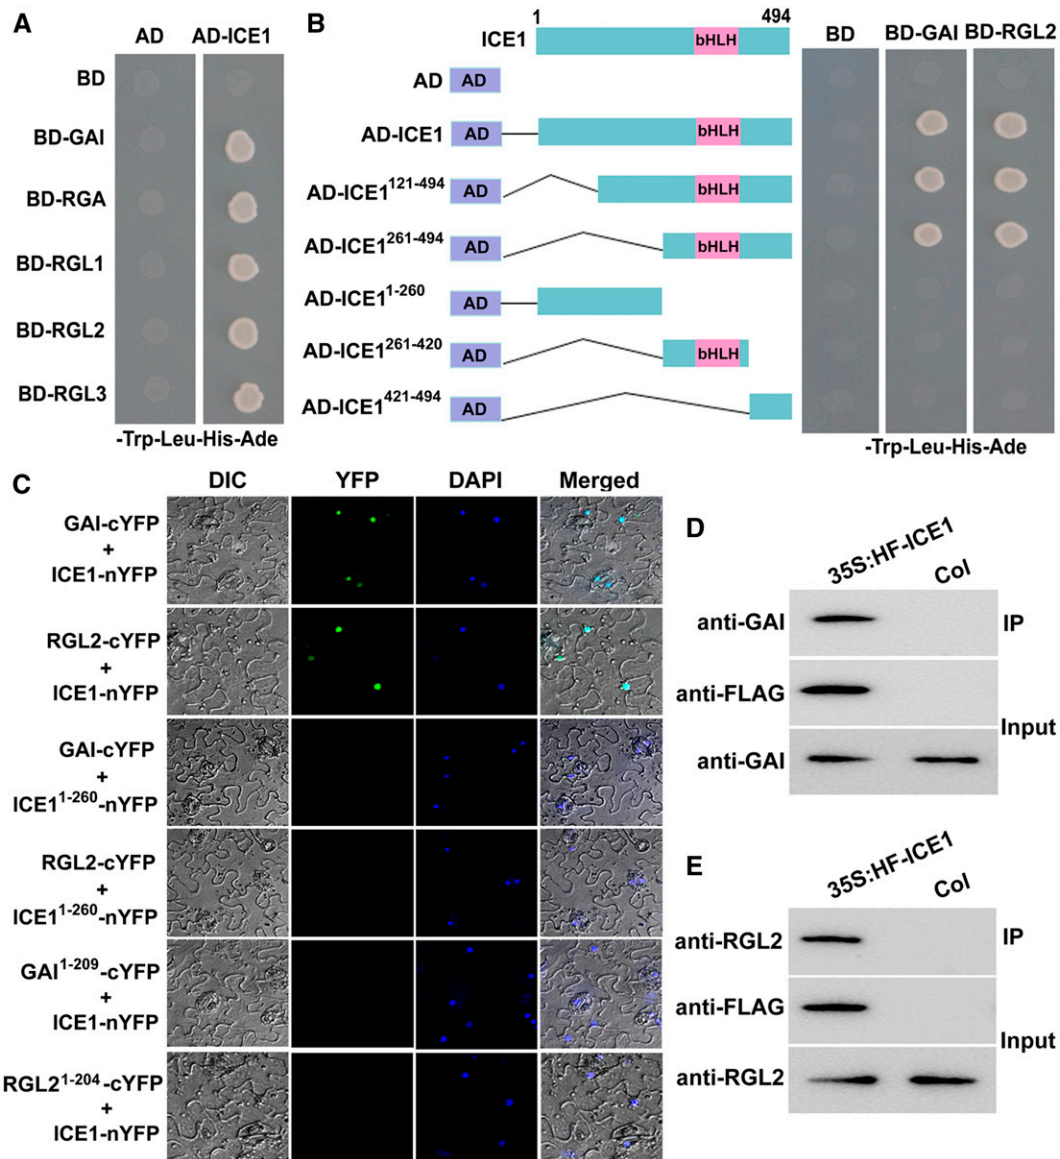 A
AD AD-ICE1
BD
BD-GAI
BD-RGA
BD-RGL1
BD-RGL2
BD-RGL3
-Trp-Leu-His-Ade
B
1 494
ICE1 bHLH
BD BD-GAI BD-RGL2
AD AD
AD-ICE1 AD bHLH
AD-ICE1¹²¹⁻⁴⁹⁴ AD bHLH
AD-ICE1²⁶¹⁻⁴⁹⁴ AD bHLH
AD-ICE1¹⁻²⁶⁰ AD
AD-ICE1²⁶¹⁻⁴²⁰ AD bHLH
AD-ICE1⁴²¹⁻⁴⁹⁴ AD
-Trp-Leu-His-Ade
C
DIC YFP DAPI Merged
GAI-cYFP
+
ICE1-nYFP
RGL2-cYFP
+
ICE1-nYFP
GAI-cYFP
+
ICE1¹⁻²⁶⁰-nYFP
RGL2-cYFP
+
ICE1¹⁻²⁶⁰-nYFP
GAI¹⁻²⁰⁹-cYFP
+
ICE1-nYFP
RGL2¹⁻²⁰⁴-cYFP
+
ICE1-nYFP
D
35S:HF-ICE1 Col
anti-GAI IP
anti-FLAG
Input
anti-GAI
E
35S:HF-ICE1 Col
anti-RGL2 IP
anti-FLAG
Input
anti-RGL2